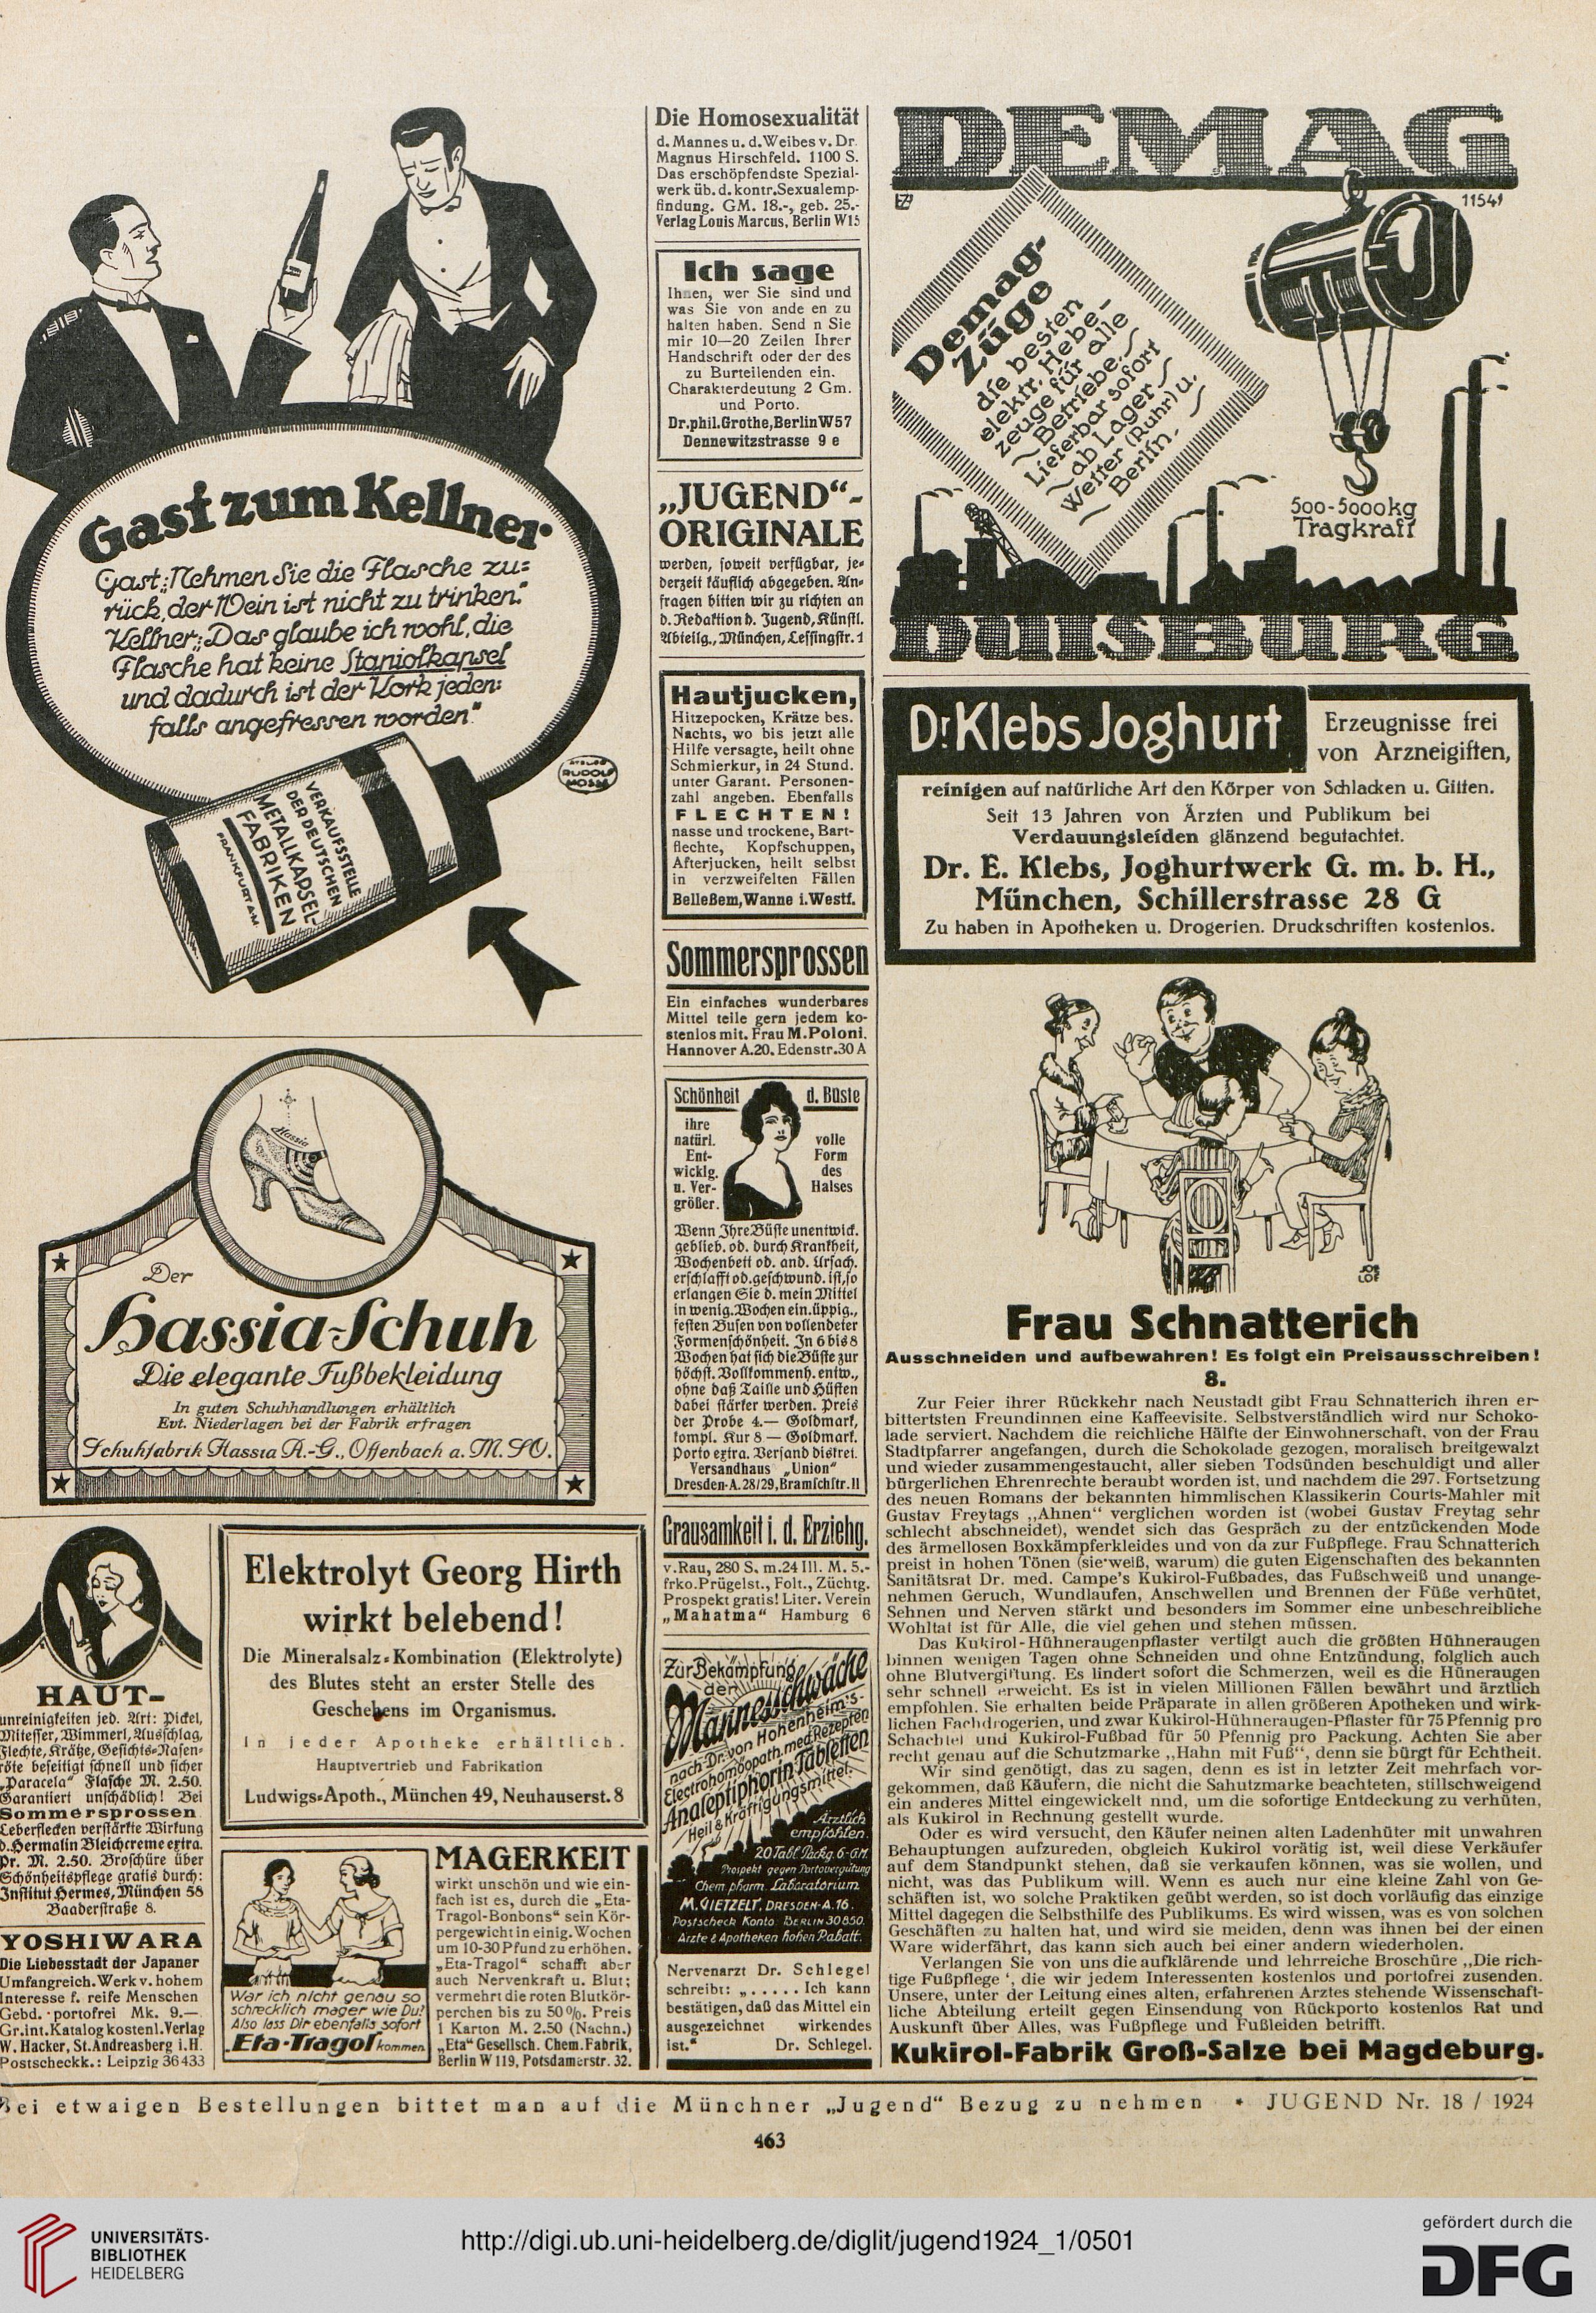 Gast zum Kellner
Gast: „Nehmen Sie die Flasche zu=
rück, der Wein ist nicht zu trinken."
Kellner: „Das glaube ich wohl, die
Flasche hat keine Staniolkapsel
und dadurch ist der Kork jeden=
falls angefressen worden."
ATELIER
RUDOLF
MOSSE
VERKAUFSSTELLE
DER DEUTSCHEN
METALLKAPSEL-
FABRIKEN
FRANKFURT A.M.
Hassia
Der
Hassia-Schuh
Die elegante Fußbekleidung
In guten Schuhhandlungen erhältlich
Evt. Niederlagen bei der Fabrik erfragen
Schuhfabrik Hassia A.-G., Offenbach a. M. SO.
HAUT-
unreinigkeiten jed. Art: Pickel,
Mitesser, Wimmerl, Ausschlag,
Flechte, Krätze, Gesichts-Nasen-
röte beseitigt schnell und sicher
„Paracela" Flasche M. 2.50.
Garantiert unschädlich! Bei
Sommersprossen
Leberflecken verstärkte Wirkung
d. Hermalin Bleichcreme extra.
Pr. M. 2.50. Broschüre über
Schönheitspflege gratis durch:
Institut Hermes, München 58
Baaderstraße 8.
YOSHIWARA
Die Liebesstadt der Japaner
Umfangreich. Werk v. hohem
Interesse f. reife Menschen
Gebd. portofrei Mk. 9.—
Gr. int. Katalog kostenl. Verlag
W. Hacker, St. Andreasberg i. H.
Postscheckk.: Leipzig 36433
Elektrolyt Georg Hirth
wirkt belebend!
Die Mineralsalz=Kombination (Elektrolyte)
des Blutes steht an erster Stelle des
Geschehens im Organismus.
In jeder Apotheke erhältlich.
Hauptvertrieb und Fabrikation
Ludwigs=Apoth., München 49, Neuhauserst. 8
War ich nicht genau so
schrecklich mager wie Du?
Also lass Dir ebenfalls sofort
Eta-Tragol kommen
MAGERKEIT
wirkt unschön und wie ein-
fach ist es, durch die „Eta-
Tragol-Bonbons" sein Kör-
pergewicht in einig. Wochen
um 10-30 Pfund zu erhöhen.
„Eta-Tragol" schafft aber
auch Nervenkraft u. Blut;
vermehrt die roten Blutkör-
perchen bis zu 50%. Preis
1 Karton M. 2.50 (Nachn.)
„Eta" Gesellsch. Chem. Fabrik,
Berlin W 119, Potsdamerstr. 32.
Die Homosexualität
d. Mannes u. d. Weibes v. Dr.
Magnus Hirschfeld. 1100 S.
Das erschöpfendste Spezial-
werk üb. d. kontr. Sexualemp-
findung. GM. 18.-, geb. 25.-
Verlag Louis Marcus, Berlin W15
Ich sage
Ihnen, wer Sie sind und
was Sie von ande en zu
halten haben. Send n Sie
mir 10—20 Zeilen Ihrer
Handschrift oder der des
zu Burteilenden ein.
Charakterdeutung 2 Gm.
und Porto.
Dr. phil. Grothe, Berlin W57
Dennewitzstrasse 9 e
„JUGEND"-
ORIGINALE
werden, soweit verfügbar, je-
derzeit käuflich abgegeben. An-
fragen bitten wir zu richten an
d. Redaktion d. Jugend, Künstl.
Abteilg., München, Lessingstr. 1
Hautjucken,
Hitzepocken, Krätze bes.
Nachts, wo bis jetzt alle
Hilfe versagte, heilt ohne
Schmierkur, in 24 Stund.
unter Garant. Personen-
zahl angeben. Ebenfalls
FLECHTEN!
nasse und trockene, Bart-
flechte, Kopfschuppen,
Afterjucken, heilt selbst
in verzweifelten Fällen
Belleßem, Wanne i. Westf.
Sommersprossen
Ein einfaches wunderbares
Mittel teile gern jedem ko-
stenlos mit. Frau M. Poloni.
Hannover A. 20, Edenstr. 30 A
Schönheit d. Büste
ihre
natürl.
Ent-
wicklg.
u. Ver-
größer.
volle
Form
des
Halses
Wenn Ihre Büste unentwick.
geblieb. od. durch Krankheit,
Wochenbett od. and. Ursach.
erschlafft od. geschwund. ist, so
erlangen Sie d. mein Mittel
in wenig. Wochen ein. üppig.,
festen Busen von vollendeter
Formenschönheit. In 6 bis 8
Wochen hat sich die Büste zur
höchst. Vollkommenh. entw.,
ohne daß Taille und Hüften
dabei stärker werden. Preis
der Probe 4.— Goldmark,
kompl. Kur 8 — Goldmark.
Porto extra. Versand diskret.
Versandhaus „Union"
Dresden-A. 28/29, Bramschstr. II
Grausamkeit i. d. Erziehg.
v. Rau, 280 S. m. 24 Ill. M. 5.-
frko. Prügelst., Folt., Züchtg.
Prospekt gratis! Liter. Verein
„Mahatma" Hamburg 6
Zur Bekämpfung
der
Mannesschwäche
nach Dr. von Hohenheim's-
Electrohomöopath. med. Rezepten
Analeptiphorin-Tabletten
Heil & Kräftigungsmittel.
Ärztlich
empfohlen.
20 Tabl. Packg. 6-GM.
Prospekt gegen Portovergütung
Chem. pharm. Laboratorium
M. GIETZELT, DRESDEN-A. 16.
Postscheck Konto BERLIN 30850.
Ärzte & Apotheken hohen Rabatt.
Nervenarzt Dr. Schlegel
schreibt: „..... Ich kann
bestätigen, daß das Mittel ein
ausgezeichnet wirkendes
ist." Dr. Schlegel.
DEMAG
11541
Demag-
Züge
die besten
elektr. Hebe-
zeuge für alle
Betriebe.
Lieferbar sofort
ab Lager
Wetter (Ruhr) u.
Berlin.
500-5000kg
Tragkraft
DUISBURG
Dr. Klebs Joghurt
Erzeugnisse frei
von Arzneigiften,
reinigen auf natürliche Art den Körper von Schlacken u. Giften.
Seit 13 Jahren von Ärzten und Publikum bei
Verdauungsleiden glänzend begutachtet.
Dr. E. Klebs, Joghurtwerk G. m. b. H.,
München, Schillerstrasse 28 G
Zu haben in Apotheken u. Drogerien. Druckschriften kostenlos.
JOE
LOE
Frau Schnatterich
Ausschneiden und aufbewahren! Es folgt ein Preisausschreiben!
8.
Zur Feier ihrer Rückkehr nach Neustadt gibt Frau Schnatterich ihren er-
bittertsten Freundinnen eine Kaffeevisite. Selbstverständlich wird nur Schoko-
lade serviert. Nachdem die reichliche Hälfte der Einwohnerschaft, von der Frau
Stadtpfarrer angefangen, durch die Schokolade gezogen, moralisch breitgewalzt
und wieder zusammengestaucht, aller sieben Todsünden beschuldigt und aller
bürgerlichen Ehrenrechte beraubt worden ist, und nachdem die 297. Fortsetzung
des neuen Romans der bekannten himmlischen Klassikerin Courts-Mahler mit
Gustav Freytags „Ahnen" verglichen worden ist (wobei Gustav Freytag sehr
schlecht abschneidet), wendet sich das Gespräch zu der entzückenden Mode
des ärmellosen Boxkämpferkleides und von da zur Fußpflege. Frau Schnatterich
preist in hohen Tönen (sie weiß, warum) die guten Eigenschaften des bekannten
Sanitätsrat Dr. med. Campe's Kukirol-Fußbades, das Fußschweiß und unange-
nehmen Geruch, Wundlaufen, Anschwellen und Brennen der Füße verhütet,
Sehnen und Nerven stärkt und besonders im Sommer eine unbeschreibliche
Wohltat ist für Alle, die viel gehen und stehen müssen.
Das Kukirol-Hühneraugenpflaster vertilgt auch die größten Hühneraugen
binnen wenigen Tagen ohne Schneiden und ohne Entzündung, folglich auch
ohne Blutvergiftung. Es lindert sofort die Schmerzen, weil es die Hüneraugen
sehr schnell erweicht. Es ist in vielen Millionen Fällen bewährt und ärztlich
empfohlen. Sie erhalten beide Präparate in allen größeren Apotheken und wirk-
lichen Fachdrogerien, und zwar Kukirol-Hühneraugen-Pflaster für 75 Pfennig pro
Schachtel und Kukirol-Fußbad für 50 Pfennig pro Packung. Achten Sie aber
recht genau auf die Schutzmarke „Hahn mit Fuß", denn sie bürgt für Echtheit.
Wir sind genötigt, das zu sagen, denn es ist in letzter Zeit mehrfach vor-
gekommen, daß Käufern, die nicht die Sahutzmarke beachteten, stillschweigend
ein anderes Mittel eingewickelt nnd, um die sofortige Entdeckung zu verhüten,
als Kukirol in Rechnung gestellt wurde.
Oder es wird versucht, den Käufer neinen alten Ladenhüter mit unwahren
Behauptungen aufzureden, obgleich Kukirol vorätig ist, weil diese Verkäufer
auf dem Standpunkt stehen, daß sie verkaufen können, was sie wollen, und
nicht, was das Publikum will. Wenn es auch nur eine kleine Zahl von Ge-
schäften ist, wo solche Praktiken geübt werden, so ist doch vorläufig das einzige
Mittel dagegen die Selbsthilfe des Publikums. Es wird wissen, was es von solchen
Geschäften zu halten hat, und wird sie meiden, denn was ihnen bei der einen
Ware widerfährt, das kann sich auch bei einer andern wiederholen.
Verlangen Sie von uns die aufklärende und lehrreiche Broschüre „Die rich-
tige Fußpflege", die wir jedem Interessenten kostenlos und portofrei zusenden.
Unsere, unter der Leitung eines alten, erfahrenen Arztes stehende Wissenschaft-
liche Abteilung erteilt gegen Einsendung von Rückporto kostenlos Rat und
Auskunft über Alles, was Fußpflege und Fußleiden betrifft.
Kukirol-Fabrik Groß-Salze bei Magdeburg.
Bei etwaigen Bestellungen bittet man auf die Münchner „Jugend" Bezug zu nehmen * JUGEND Nr. 18 / 1924
463
UNIVERSITÄTS-
BIBLIOTHEK
HEIDELBERG
http://digi.ub.uni-heidelberg.de/diglit/jugend1924_1/0501
gefördert durch die
DFG